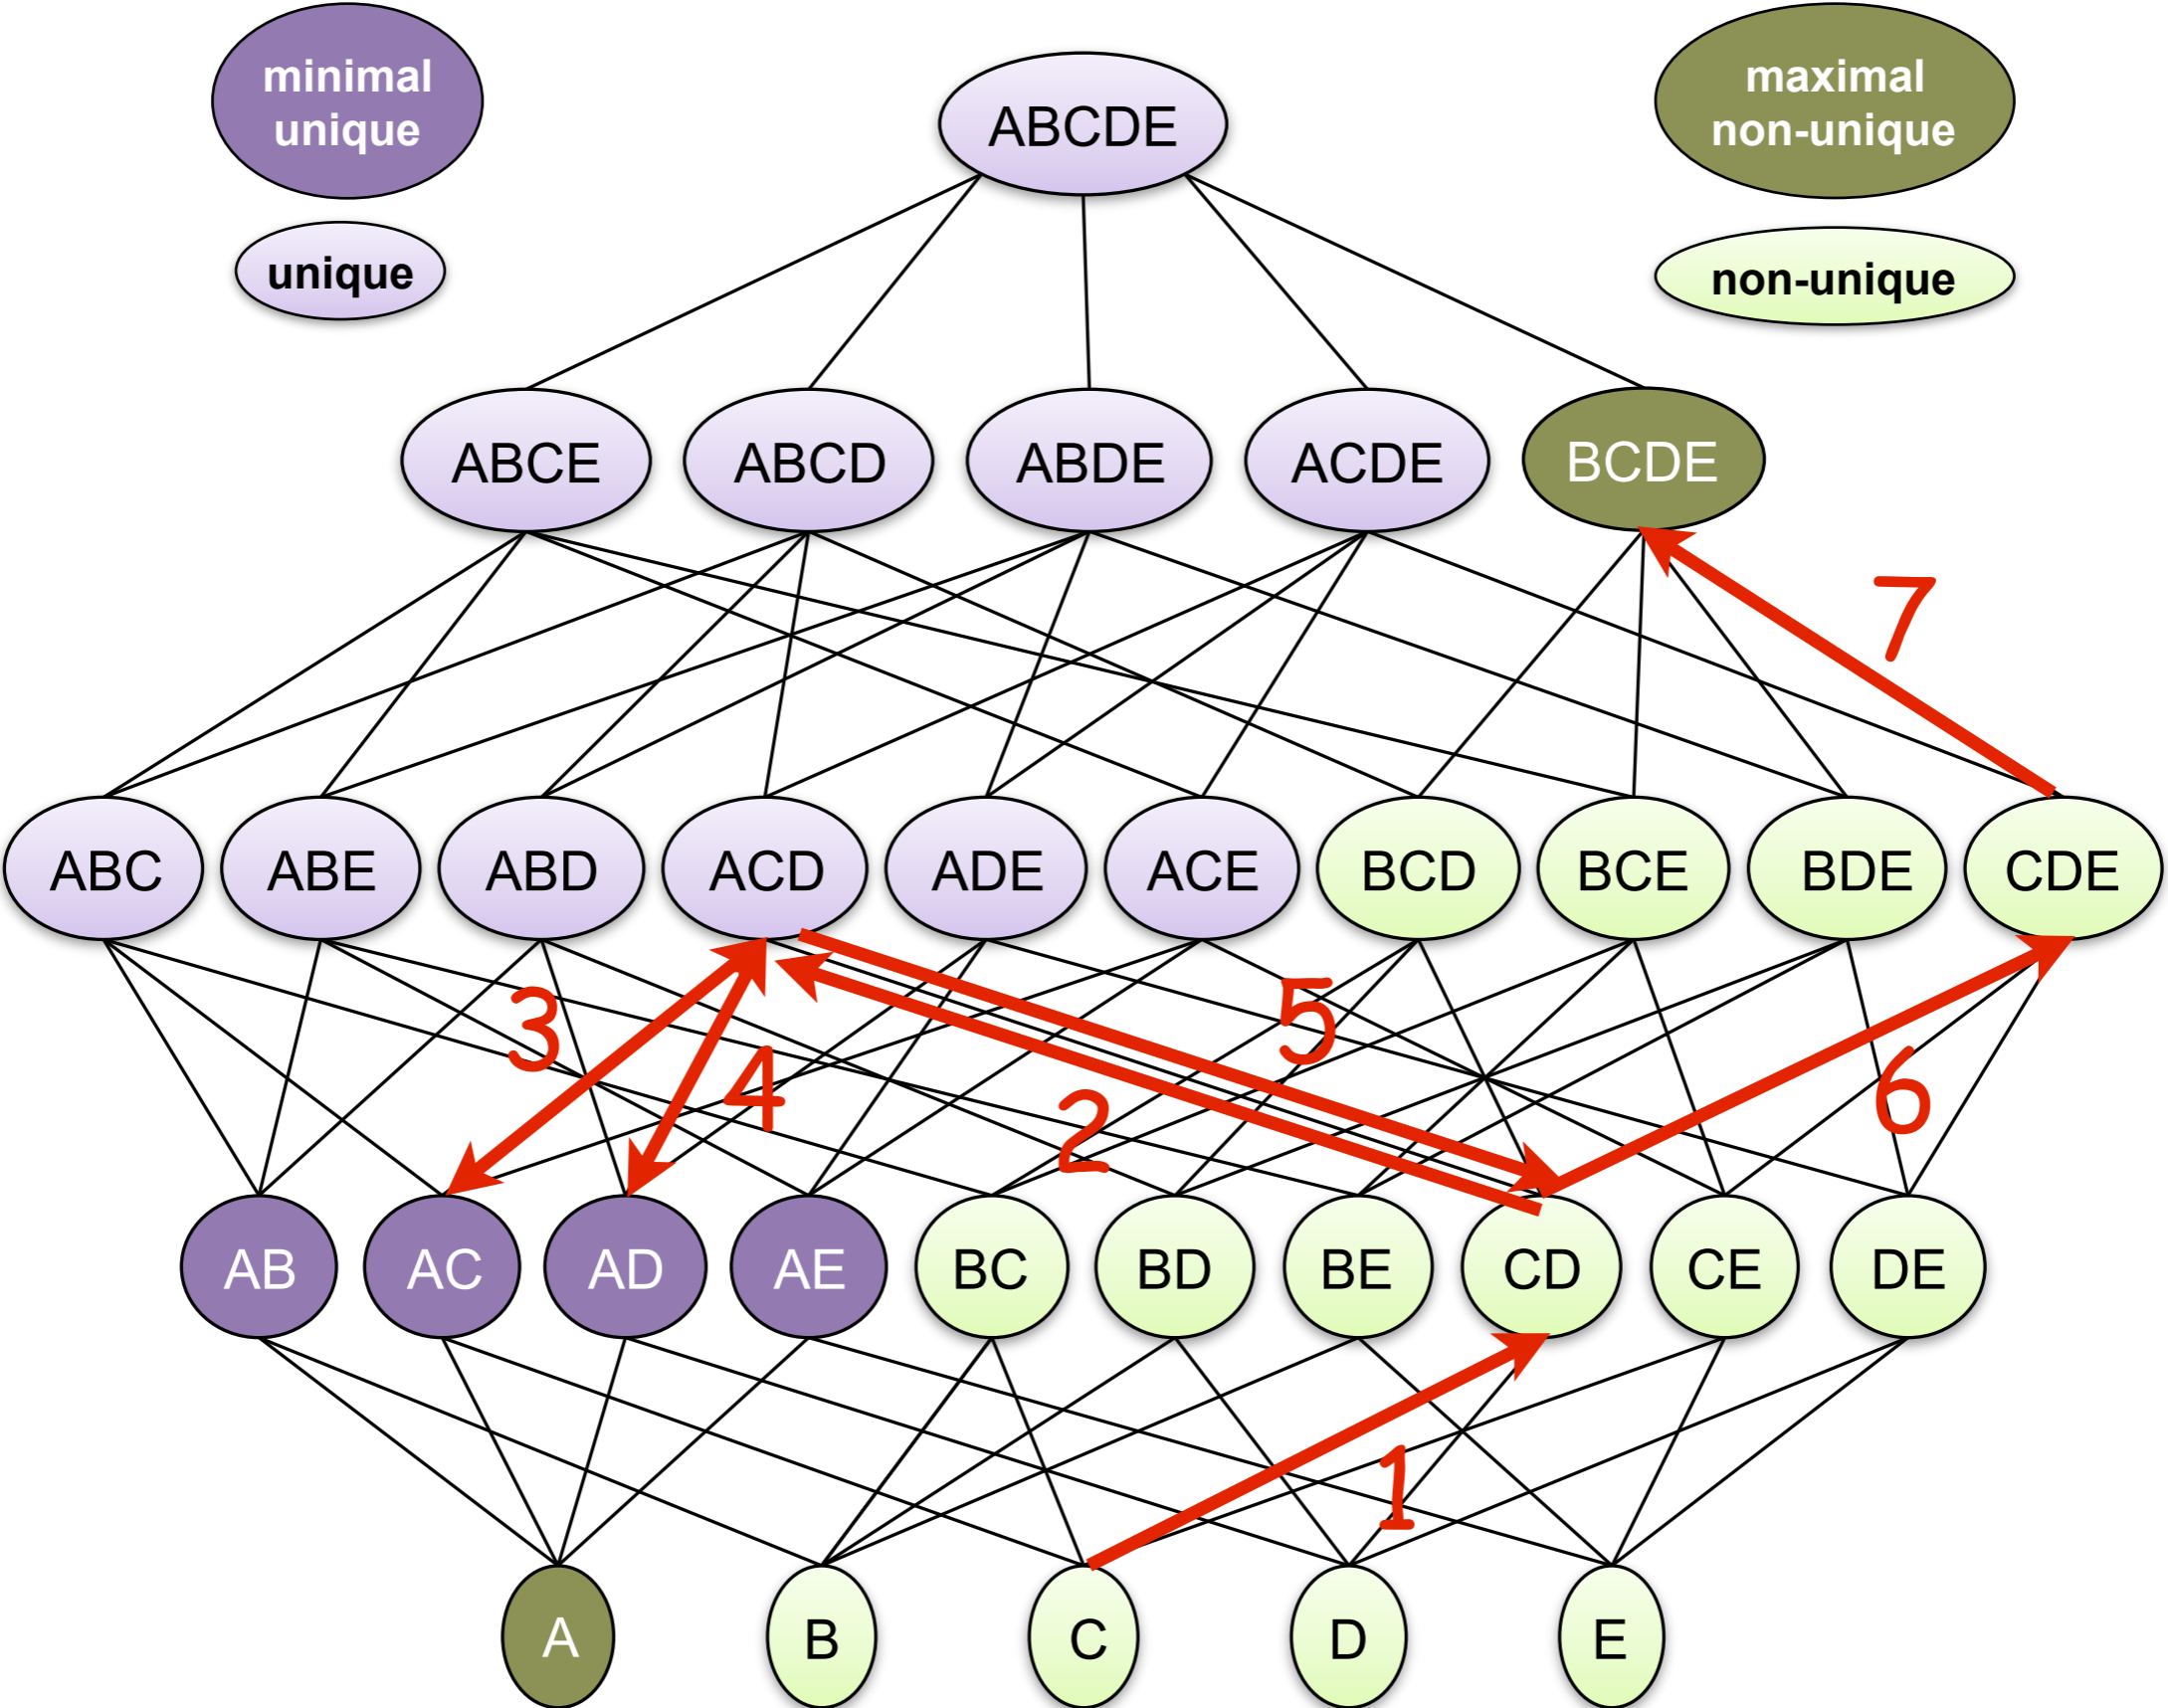 minimal
unique
unique
maximal
non-unique
non-unique
ABCDE
ABCE ABCD ABDE ACDE BCDE
7
ABC ABE ABD ACD ADE ACE BCD BCE BDE CDE
3 4 2 5 6
AB AC AD AE BC BD BE CD CE DE
1
A B C D E